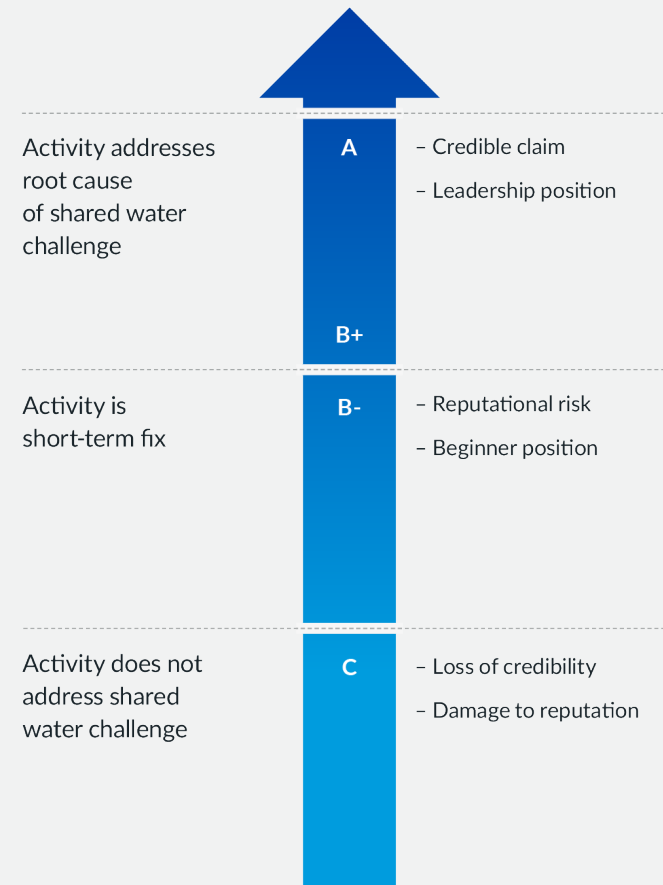 Activity addresses
root cause
of shared water
challenge
A
– Credible claim
– Leadership position
B+
Activity is
short-term fix
B-
– Reputational risk
– Beginner position
Activity does not
address shared
water challenge
C
– Loss of credibility
– Damage to reputation